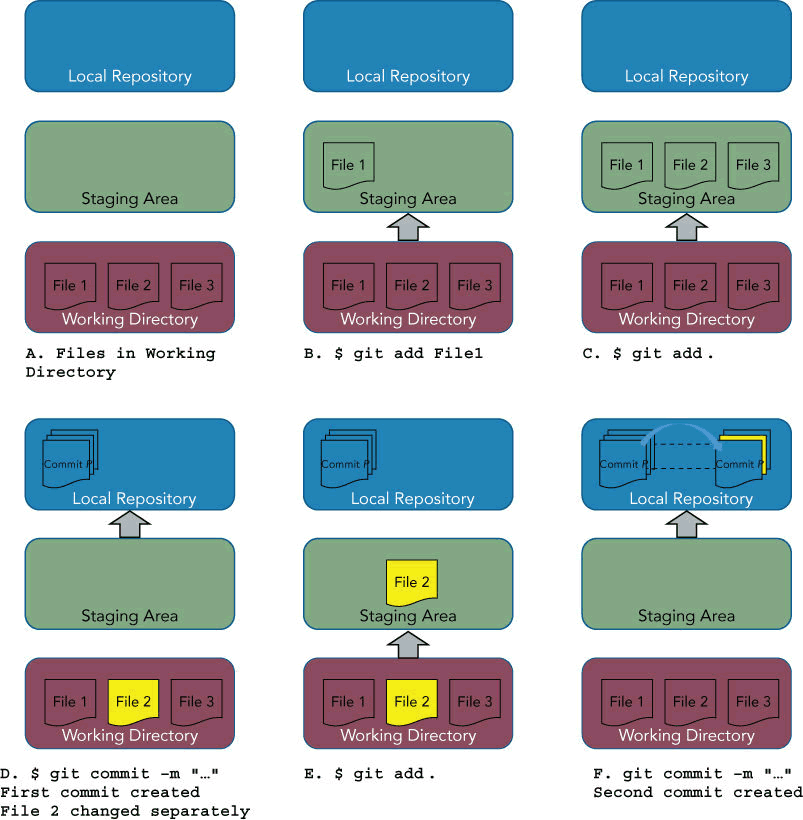 Local Repository
Local Repository
Local Repository
File 1
File 1
File 2
File 3
Staging Area
Staging Area
Staging Area
File 1
File 2
File 3
File 1
File 2
File 3
File 1
File 2
File 3
Working Directory
Working Directory
Working Directory
A. Files in Working
Directory
B. $ git add File1
C. $ git add .
Commit P
Commit P
Commit P
Commit P
Local Repository
Local Repository
Local Repository
File 2
Staging Area
Staging Area
Staging Area
File 1
File 2
File 3
File 1
File 2
File 3
File 1
File 2
File 3
Working Directory
Working Directory
Working Directory
D. $ git commit –m "…"
First commit created
File 2 changed separately
E. $ git add .
F. git commit –m "…"
Second commit created